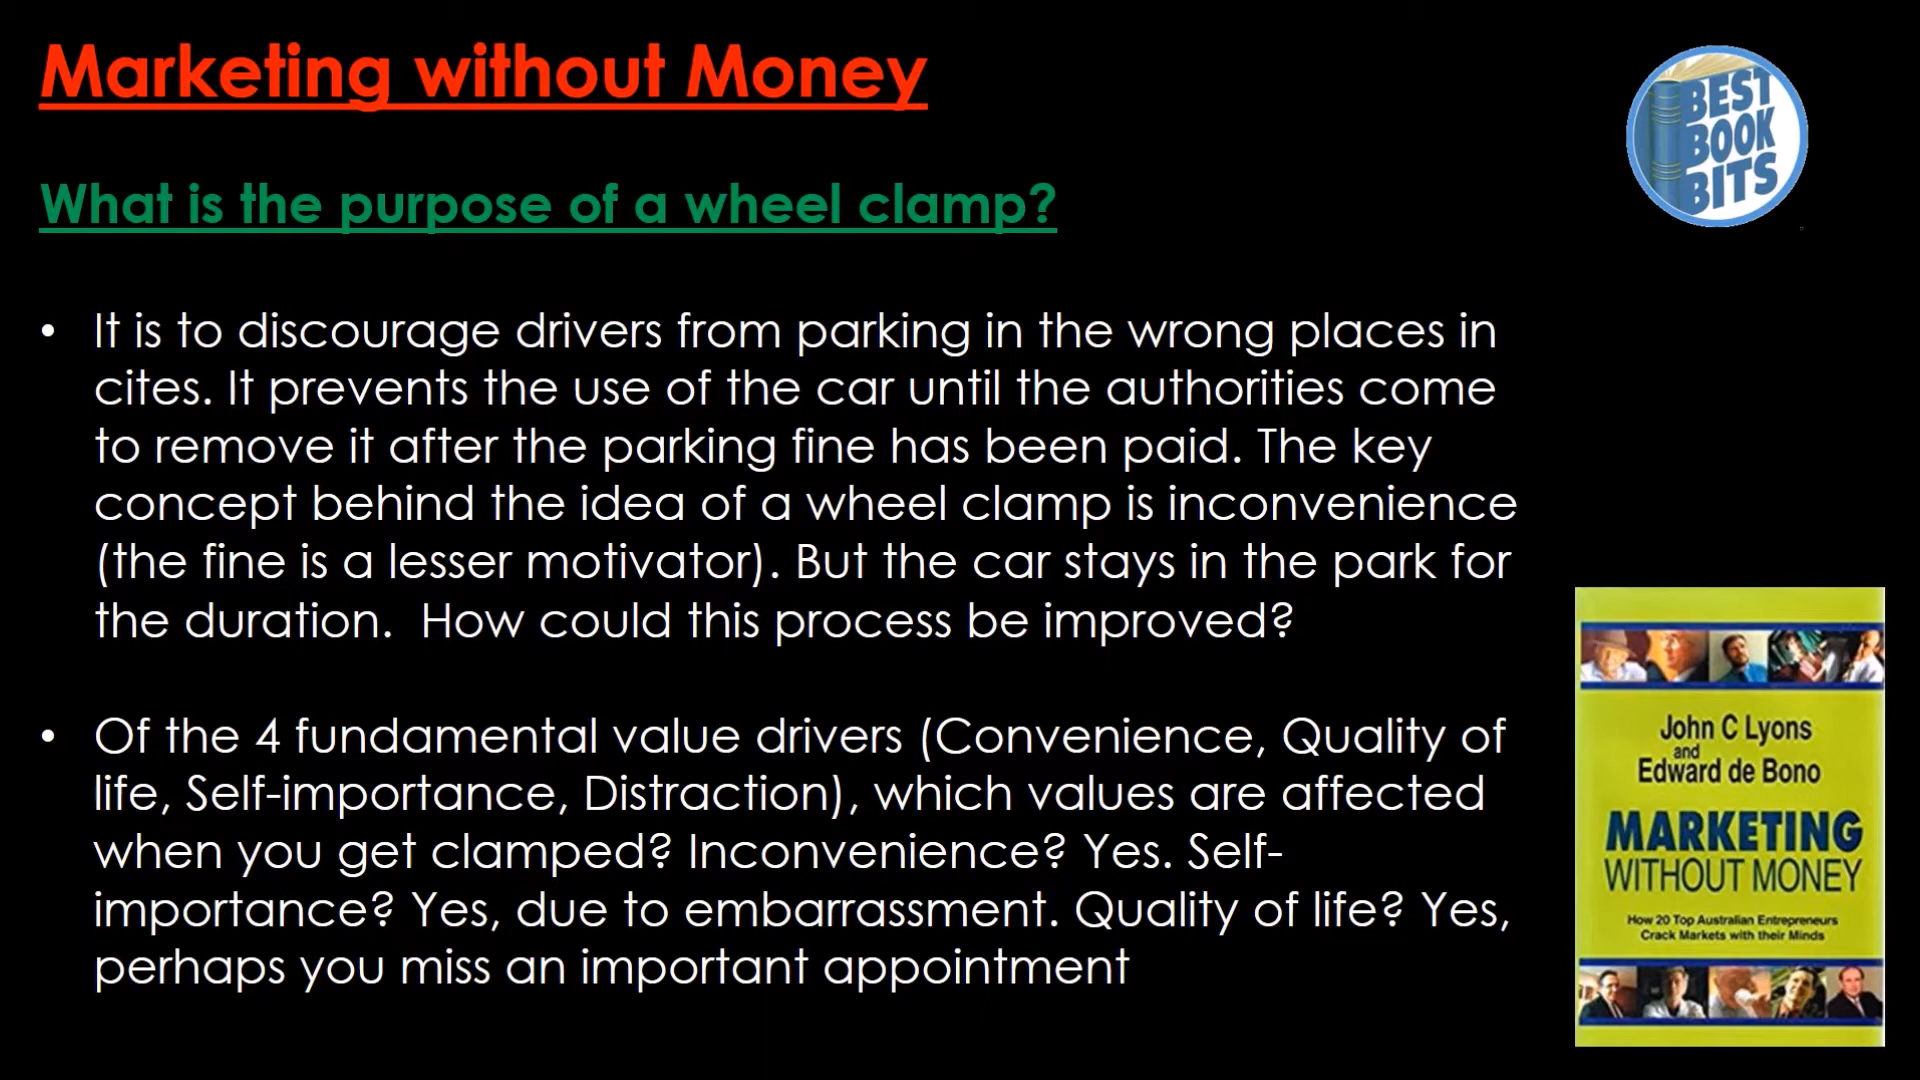 Marketing without Money
BEST
BOOK
BITS
What is the purpose of a wheel clamp?
• It is to discourage drivers from parking in the wrong places in
cites. It prevents the use of the car until the authorities come
to remove it after the parking fine has been paid. The key
concept behind the idea of a wheel clamp is inconvenience
(the fine is a lesser motivator). But the car stays in the park for
the duration.  How could this process be improved?
• Of the 4 fundamental value drivers (Convenience, Quality of
life, Self-importance, Distraction), which values are affected
when you get clamped? Inconvenience? Yes. Self-
importance? Yes, due to embarrassment. Quality of life? Yes,
perhaps you miss an important appointment
John C Lyons
and
Edward de Bono
MARKETING
WITHOUT MONEY
How 20 Top Australian Entrepreneurs
Crack Markets with their Minds